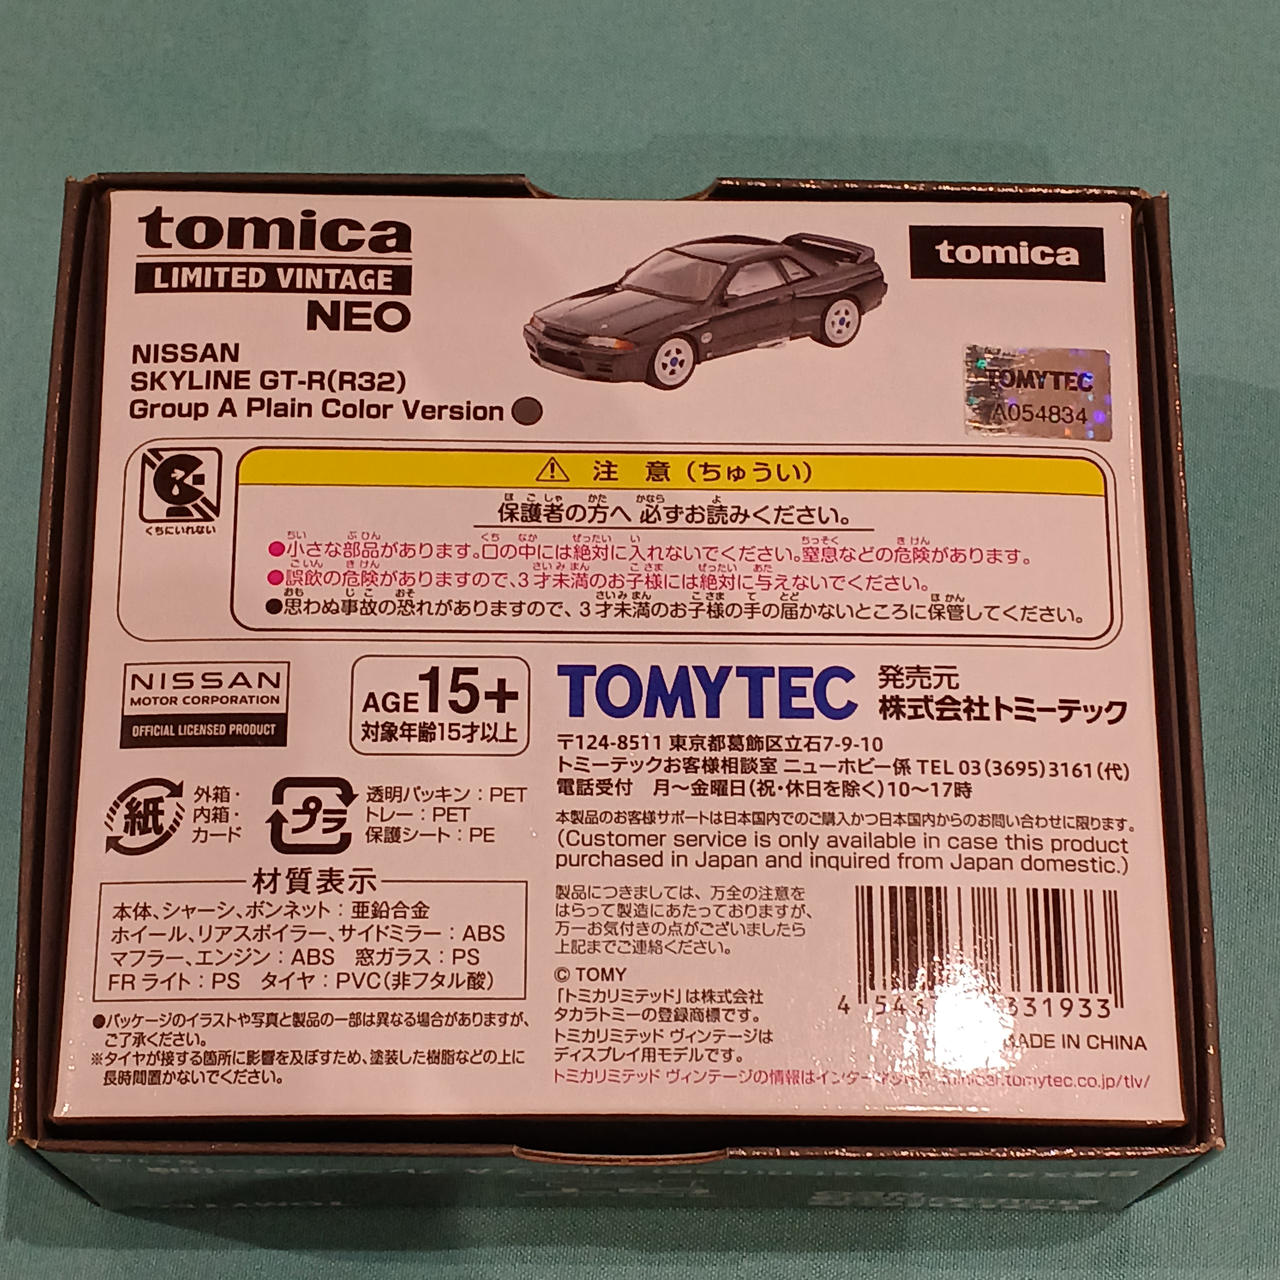 tomica
LIMITED VINTAGE
NEO
NISSAN
SKYLINE GT-R(R32)
Group A Plain Color Version
tomica
TOMYTEC
A054834
くちにいれない
注 意(ちゅうい)
保護者の方へ 必ずお読みください。
●小さな部品があります。口の中には絶対に入れないでください。窒息などの危険があります。
●誤飲の危険がありますので、3才未満のお子様には絶対に与えないでください。
●思わぬ事故の恐れがありますので、3才未満のお子様の手の届かないところに保管してください。
NISSAN
MOTOR CORPORATION
OFFICIAL LICENSED PRODUCT
AGE15+
対象年齢15才以上
TOMYTEC 発売元
株式会社トミーテック
〒124-8511 東京都葛飾区立石7-9-10
トミーテックお客様相談室 ニューホビー係 TEL 03(3695)3161(代)
電話受付 月〜金曜日(祝・休日を除く)10〜17時
本製品のお客様サポートは日本国内でのご購入かつ日本国内からのお問い合わせに限ります。
(Customer service is only available in case this product
purchased in Japan and inquired from Japan domestic.)
紙
外箱・
内箱・
カード
プラ
透明パッキン：PET
トレー：PET
保護シート：PE
材質表示
本体、シャーシ、ボンネット：亜鉛合金
ホイール、リアスポイラー、サイドミラー：ABS
マフラー、エンジン：ABS 窓ガラス：PS
FRライト：PS タイヤ：PVC(非フタル酸)
●パッケージのイラストや写真と製品の一部は異なる場合がありますが、
ご了承ください。
※タイヤが接する箇所に影響を及ぼすため、塗装した樹脂などの上に
長時間置かないでください。
製品につきましては、万全の注意を
はらって製造にあたっておりますが、
万一お気付きの点がございましたら
上記までご連絡ください。
© TOMY
「トミカリミテッド」は株式会社
タカラトミーの登録商標です。
トミカリミテッド ヴィンテージは
ディスプレイ用モデルです。
トミカリミテッド ヴィンテージの情報は
331933
MADE IN CHINA
tomytec.co.jp/tlv/